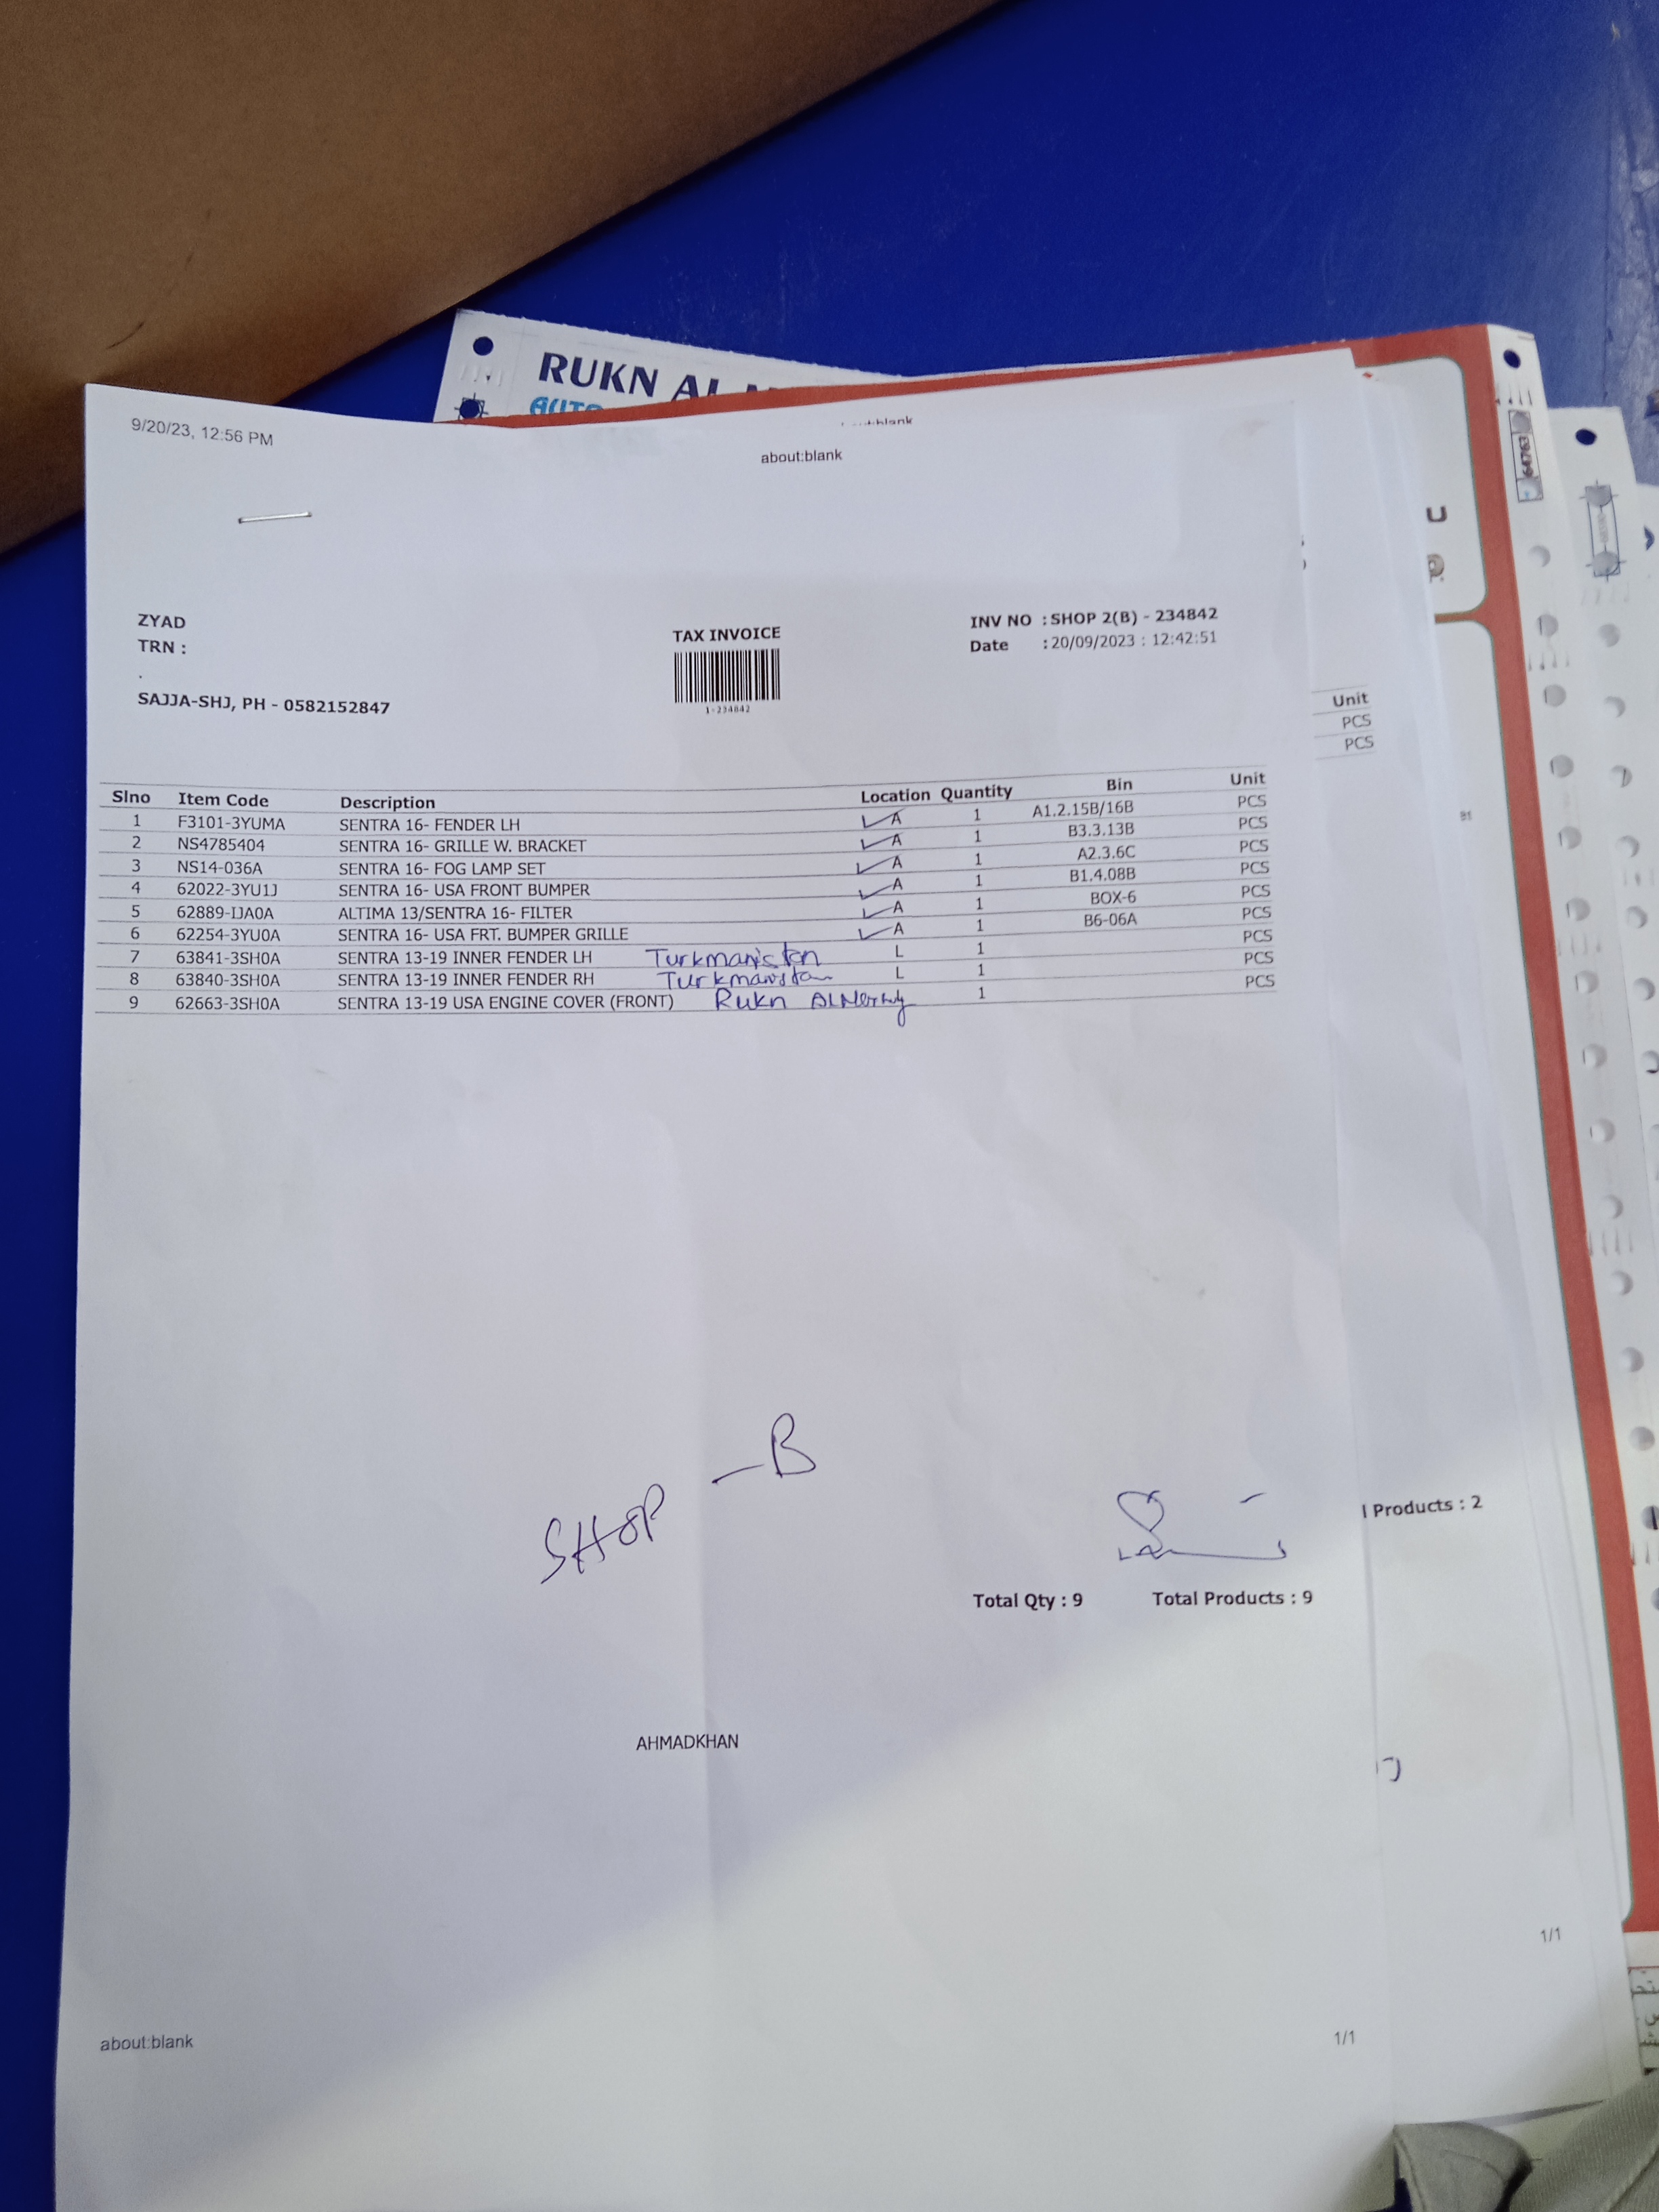 RUKN AL
AUTO
9/20/23, 12:56 PM
about:blank
ZYAD
TRN :
.
SAJJA-SHJ, PH - 0582152847
TAX INVOICE
1-234842
INV NO : SHOP 2(B) - 234842
Date : 20/09/2023 : 12:42:51
Slno Item Code Description Location Quantity Bin Unit
1 F3101-3YUMA SENTRA 16- FENDER LH A 1 A1.2.15B/16B PCS
2 NS4785404 SENTRA 16- GRILLE W. BRACKET A 1 B3.3.13B PCS
3 NS14-036A SENTRA 16- FOG LAMP SET A 1 A2.3.6C PCS
4 62022-3YU1J SENTRA 16- USA FRONT BUMPER A 1 B1.4.08B PCS
5 62889-IJA0A ALTIMA 13/SENTRA 16- FILTER A 1 BOX-6 PCS
6 62254-3YU0A SENTRA 16- USA FRT. BUMPER GRILLE A 1 B6-06A PCS
7 63841-3SH0A SENTRA 13-19 INNER FENDER LH Turkmaniston L 1 PCS
8 63840-3SH0A SENTRA 13-19 INNER FENDER RH Turkmanistan L 1 PCS
9 62663-3SH0A SENTRA 13-19 USA ENGINE COVER (FRONT) Rukn 1 PCS
SHOP - B
Total Qty : 9 Total Products : 9
AHMADKHAN
about:blank 1/1
Unit
PCS
PCS
l Products : 2
1/1
64763